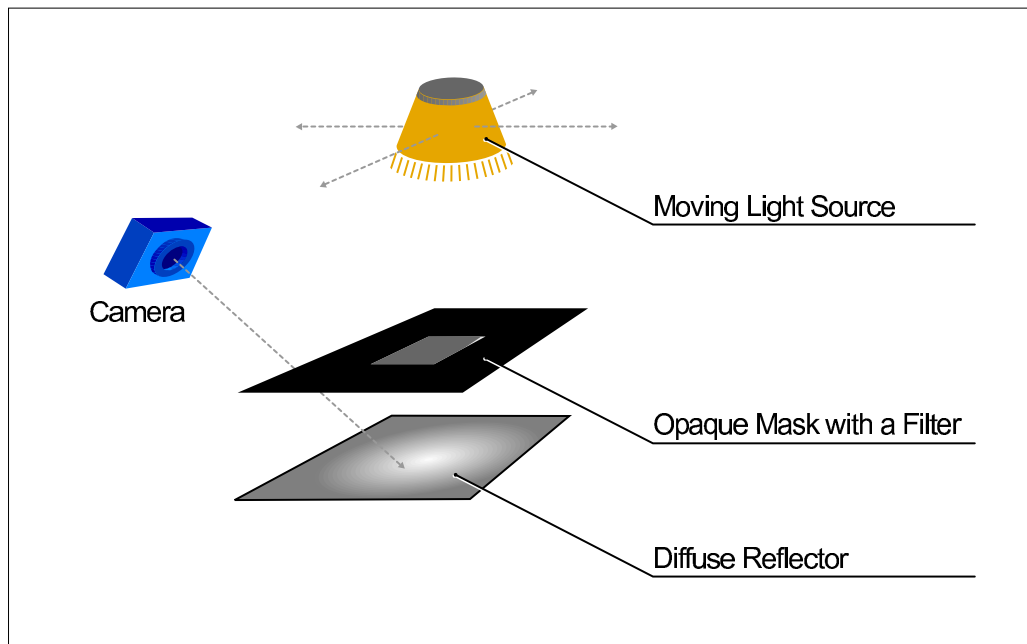 Moving Light Source
Camera
Opaque Mask with a Filter
Diffuse Reflector